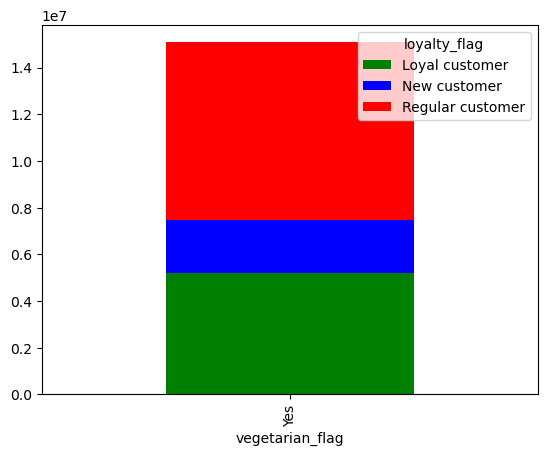 1e7
loyalty_flag
Loyal customer
New customer
Regular customer
1.4
1.2
1.0
0.8
0.6
0.4
0.2
0.0
Yes
vegetarian_flag